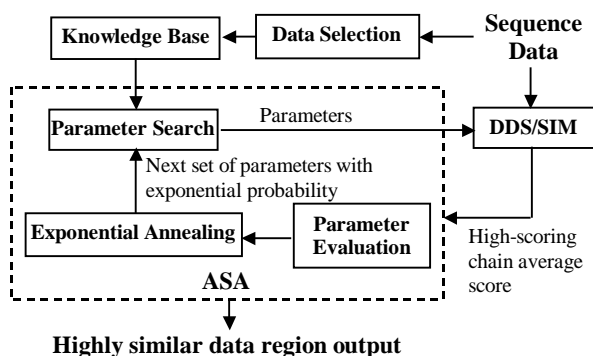 Knowledge Base
Data Selection
Sequence
Data
Parameter Search
Parameters
DDS/SIM
Next set of parameters with
exponential probability
Exponential Annealing
Parameter
Evaluation
High-scoring
chain average
score
ASA
Highly similar data region output